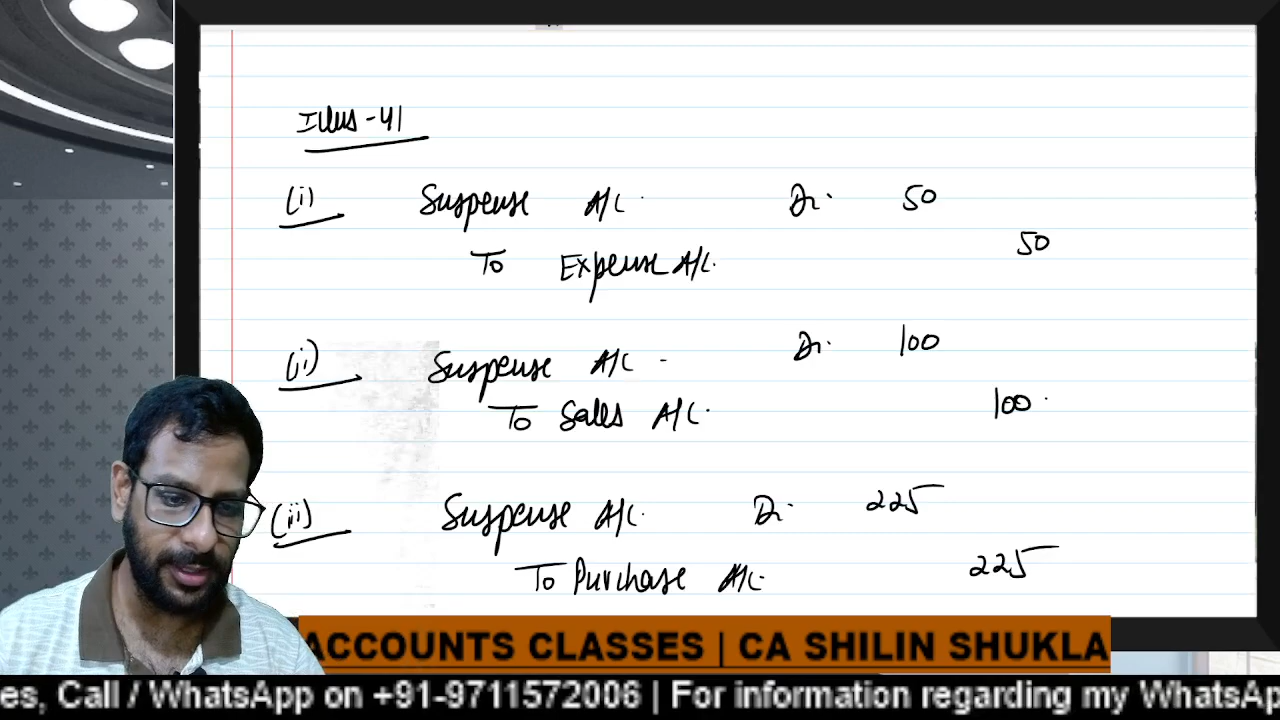 Illus - 41
(i) Suspense A/c. Dr. 50
To Expense A/c. 50
(ii) Suspense A/c - Dr. 100
To Sales A/c. 100.
(iii) Suspense A/c. Dr. 225
To Purchase A/c. 225
ACCOUNTS CLASSES | CA SHILIN SHUKLA
es, Call / WhatsApp on +91-9711572006 | For information regarding my WhatsAp